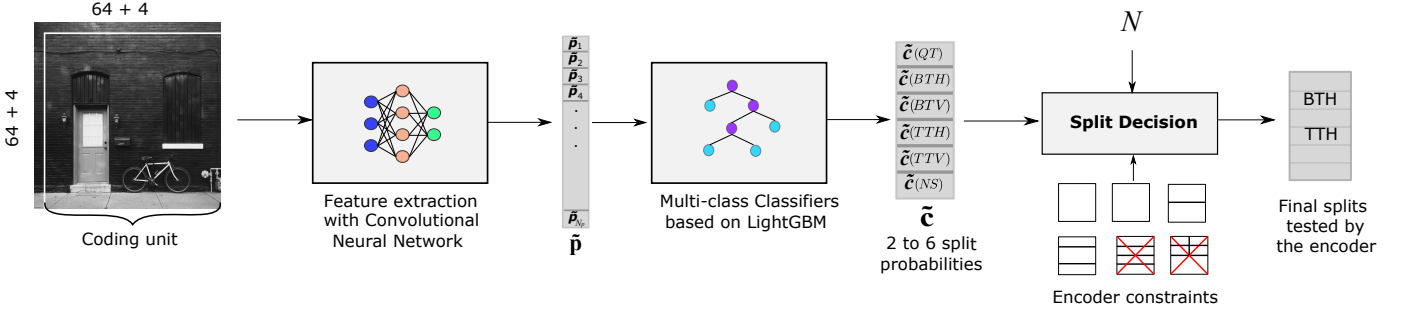 64 + 4
64 + 4
Coding unit
Feature extraction
with Convolutional
Neural Network
p̃₁
p̃₂
p̃₃
p̃₄
.
.
.
p̃_{N_p}
p̃
Multi-class Classifiers
based on LightGBM
c̃(QT)
c̃(BTH)
c̃(BTV)
c̃(TTH)
c̃(TTV)
c̃(NS)
c̃
2 to 6 split
probabilities
N
Split Decision
Encoder constraints
BTH
TTH
Final splits
tested by
the encoder